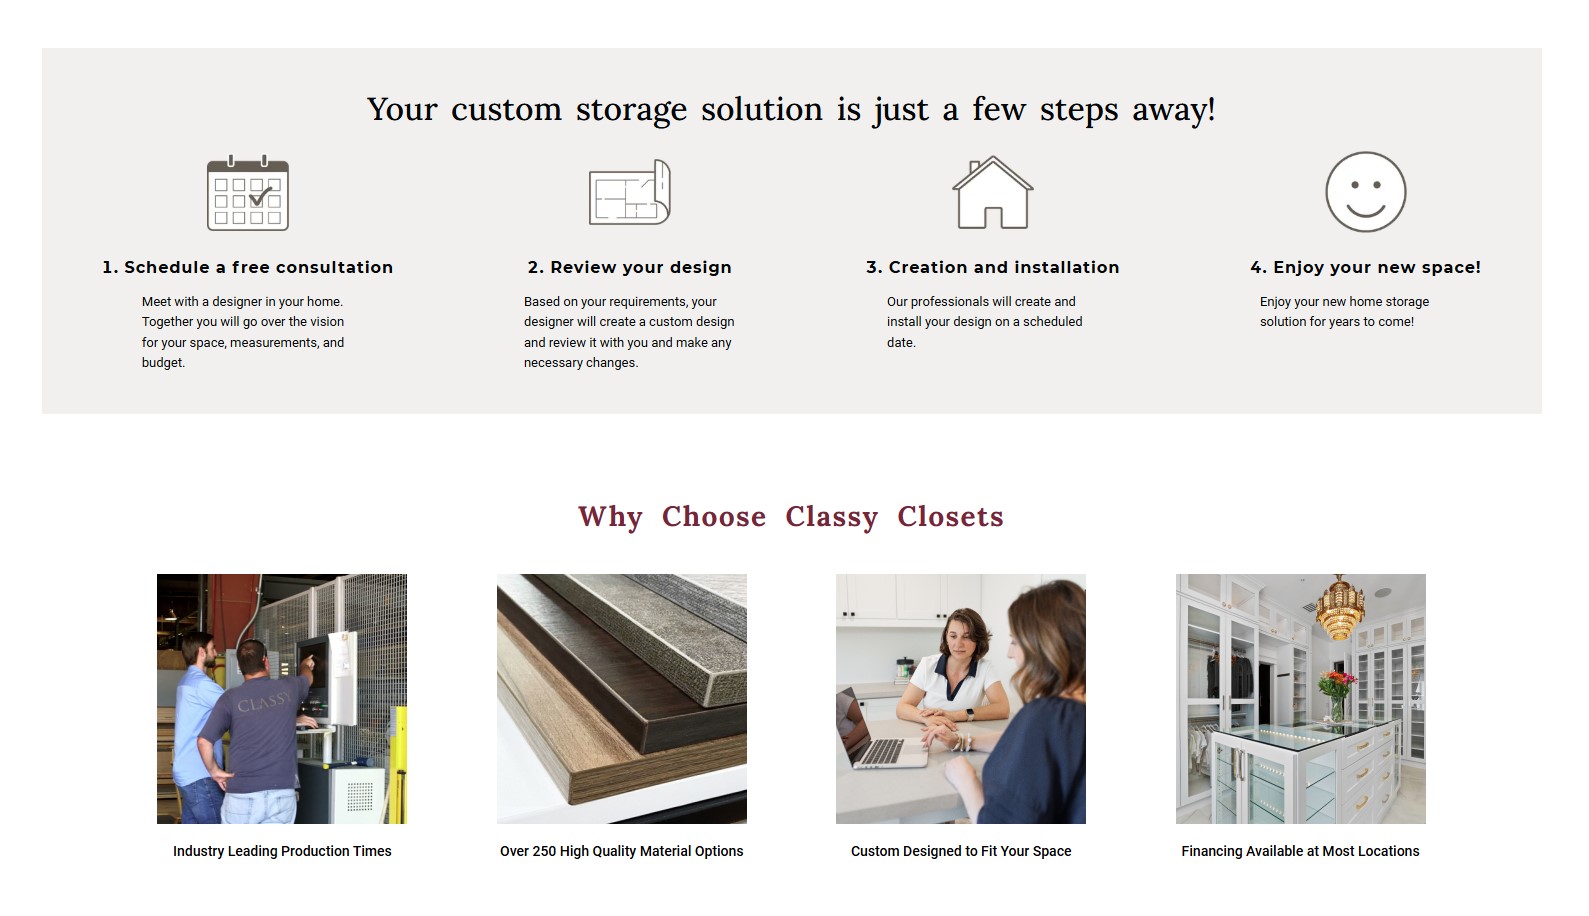 Your custom storage solution is just a few steps away!
1. Schedule a free consultation
Meet with a designer in your home.
Together you will go over the vision
for your space, measurements, and
budget.
2. Review your design
Based on your requirements, your
designer will create a custom design
and review it with you and make any
necessary changes.
3. Creation and installation
Our professionals will create and
install your design on a scheduled
date.
4. Enjoy your new space!
Enjoy your new home storage
solution for years to come!
Why Choose Classy Closets
CLASSY
Industry Leading Production Times
Over 250 High Quality Material Options
Custom Designed to Fit Your Space
Financing Available at Most Locations